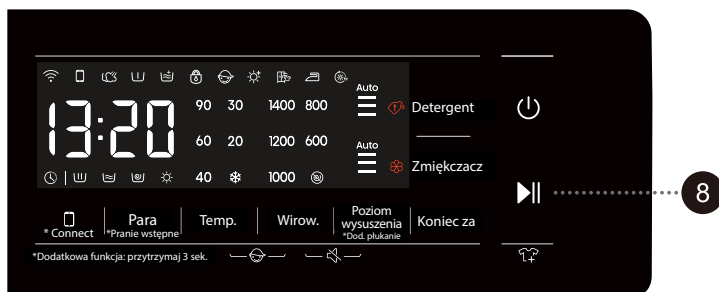 Auto
90 30 1400 800
Detergent
13:20
60 20 1200 600
Auto
Zmiękczacz
40 1000
8
* Connect
Para
*Pranie wstępne
Temp.
Wirow.
Poziom
wysuszenia
*Dod. płukanie
Koniec za
*Dodatkowa funkcja: przytrzymaj 3 sek.